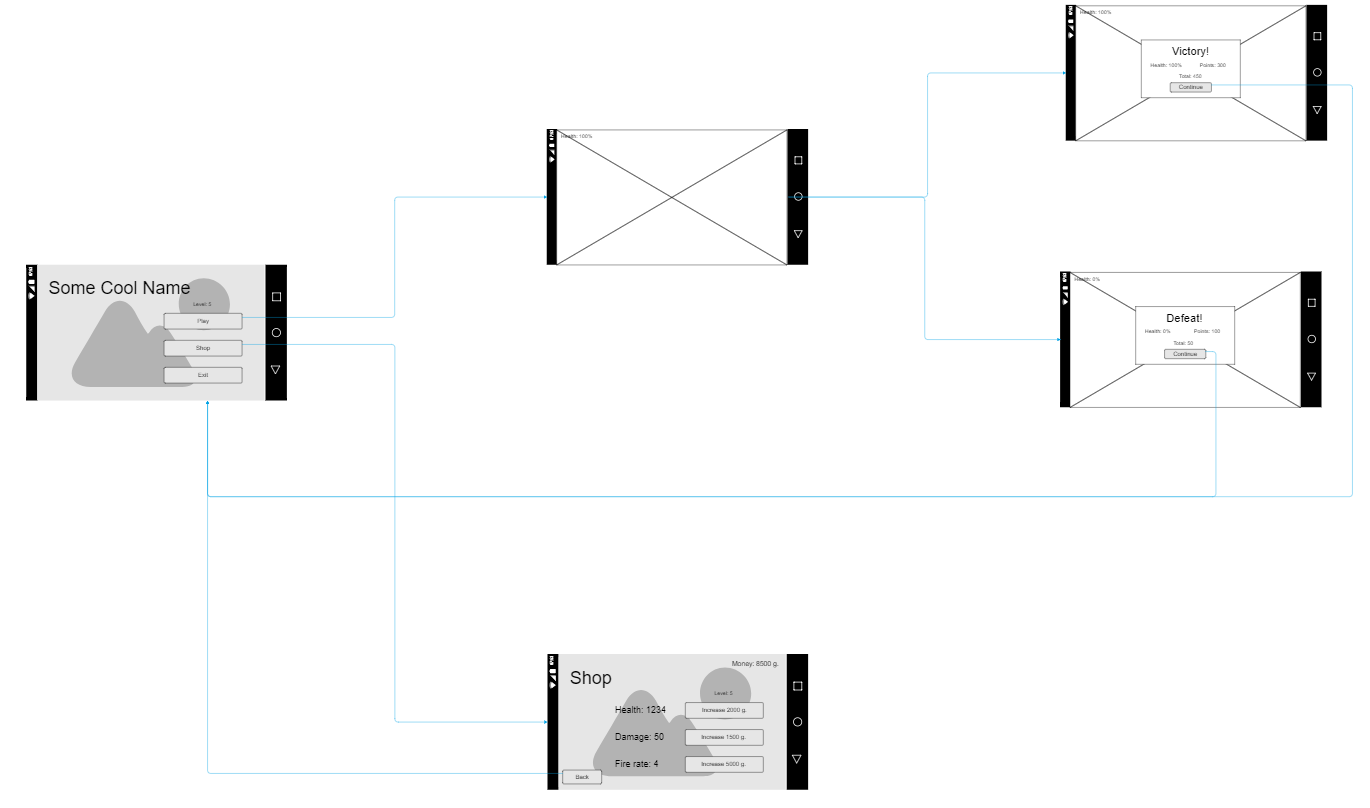 Some Cool Name
Level: 5
Play
Shop
Exit
Health: 100%
Health: 100%
Victory!
Health: 100% Points: 300
Total: 450
Continue
Health: 0%
Defeat!
Health: 0% Points: 100
Total: 50
Continue
Money: 8500 g.
Shop
Level: 5
Health: 1234 Increase 2000 g.
Damage: 50 Increase 1500 g.
Fire rate: 4 Increase 5000 g.
Back